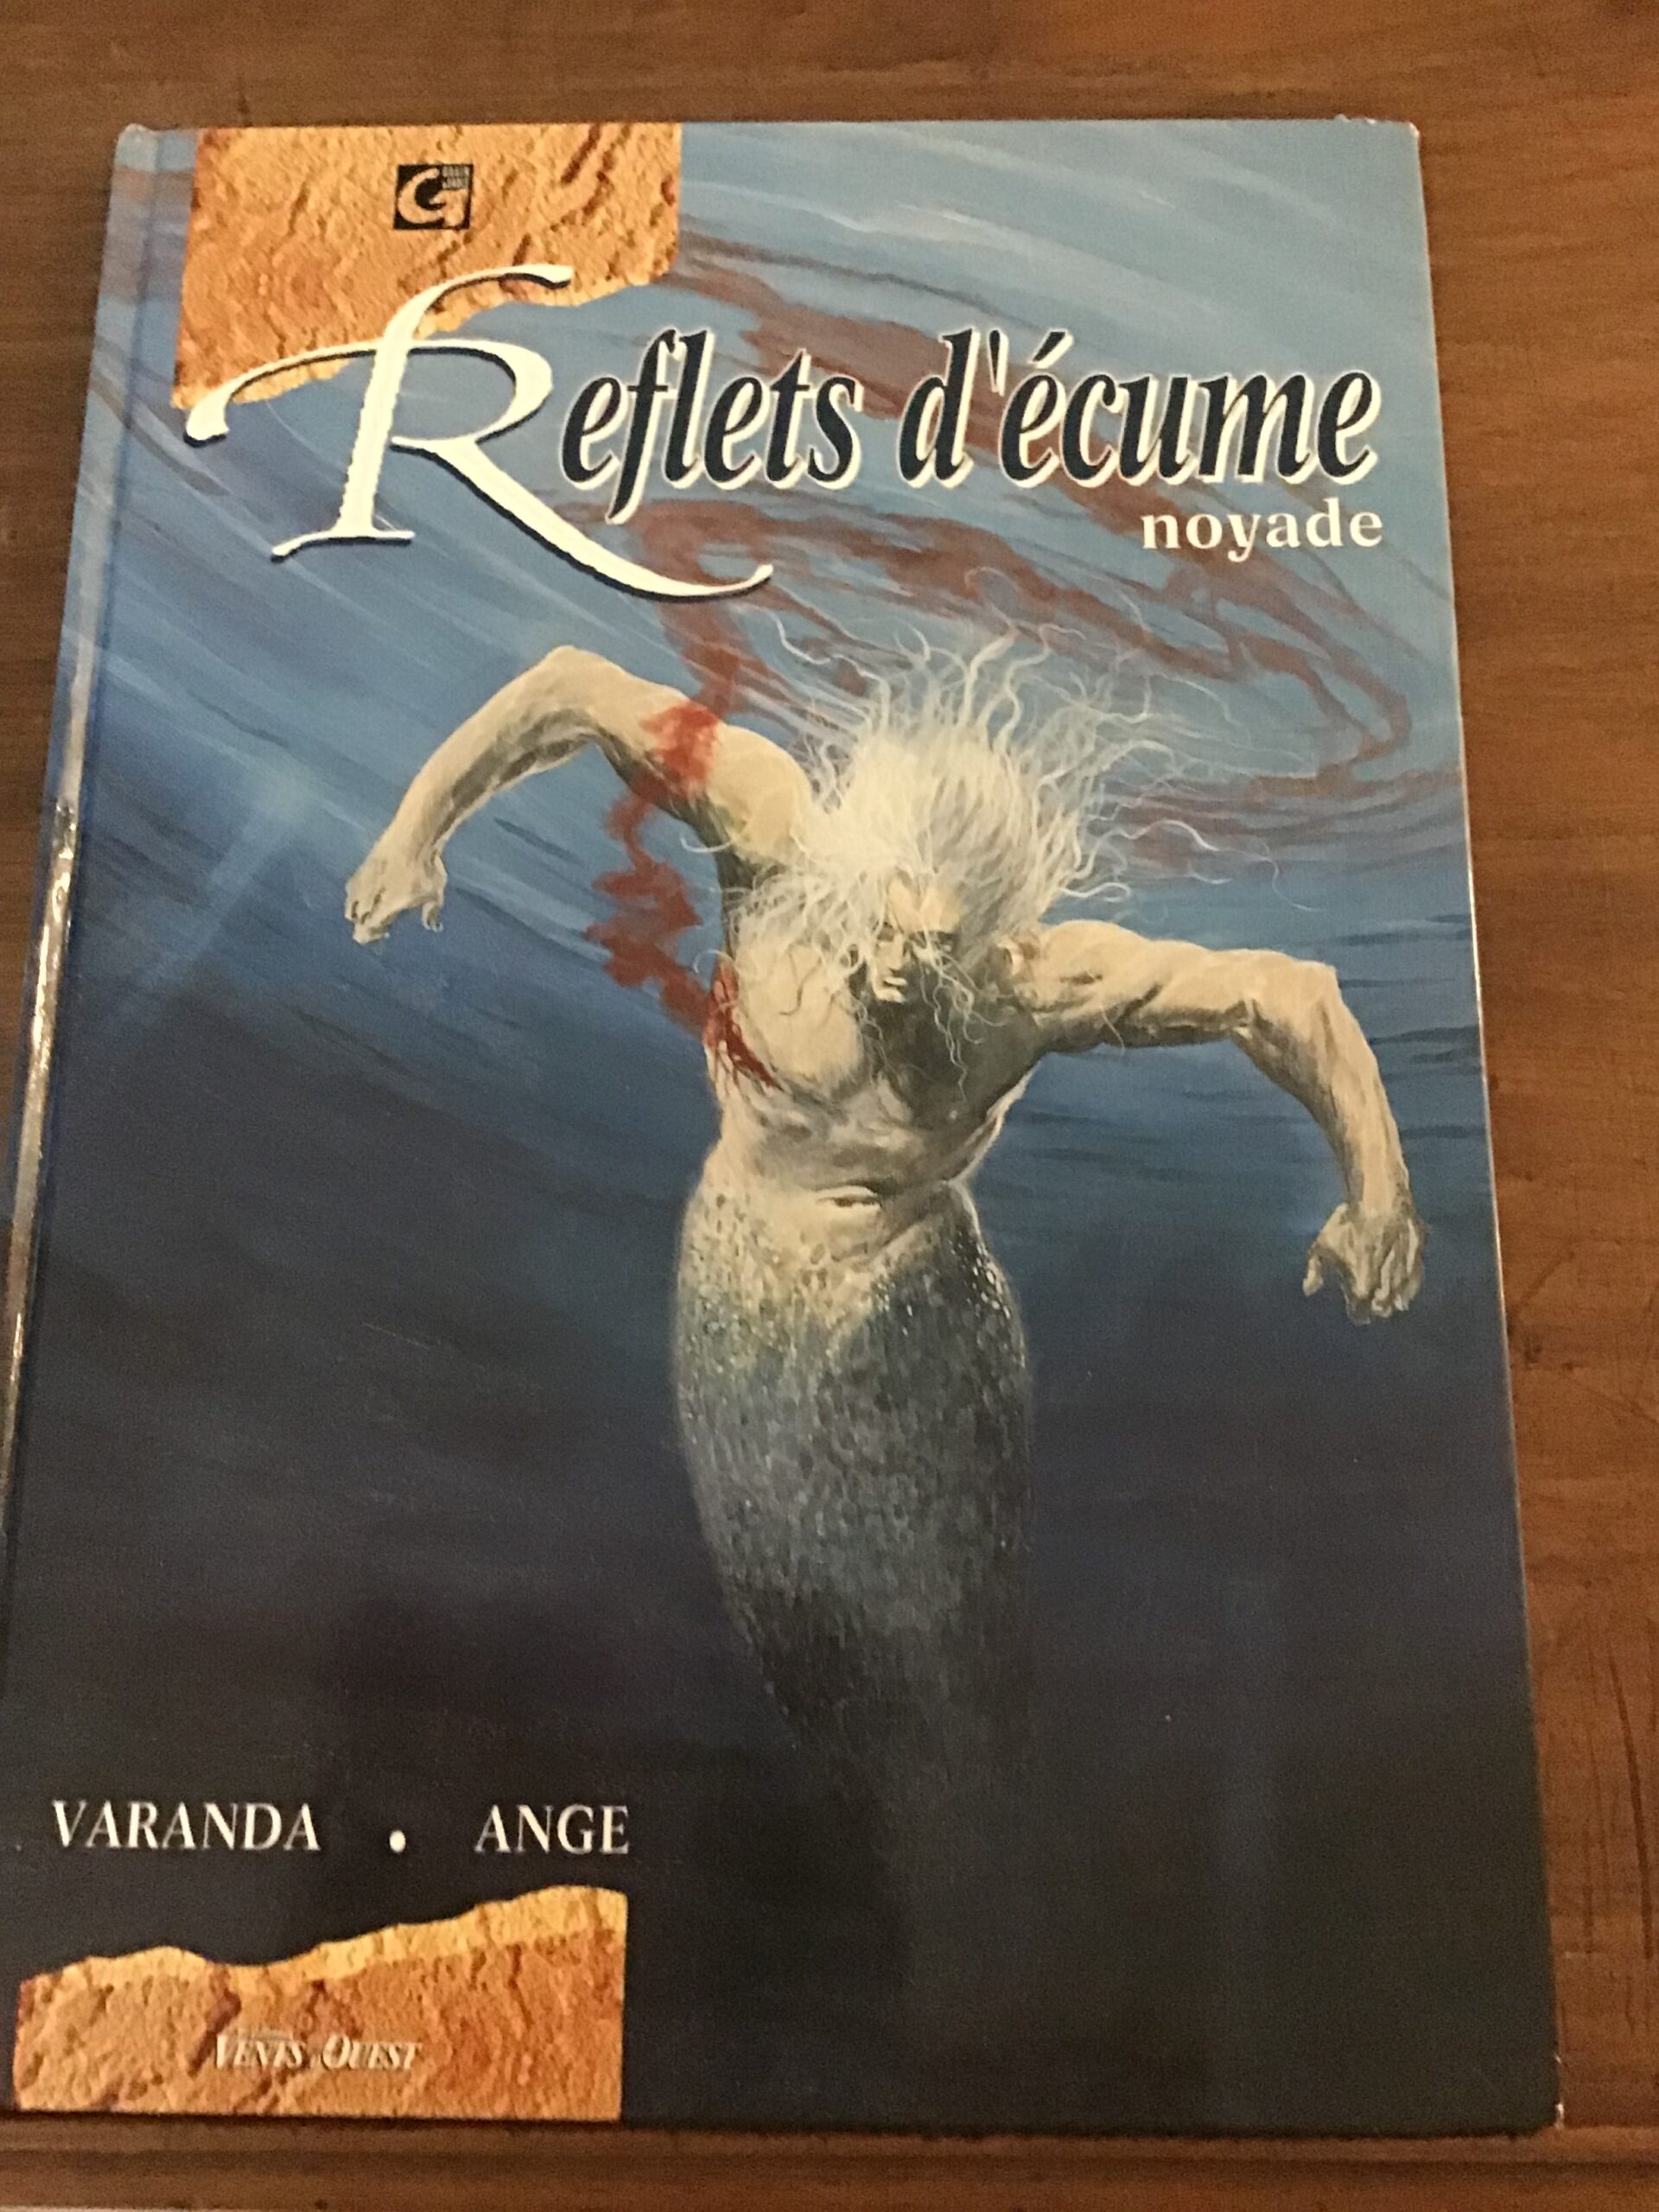 Reflets d'écume
noyade
VARANDA • ANGE
VENTS D'OUEST